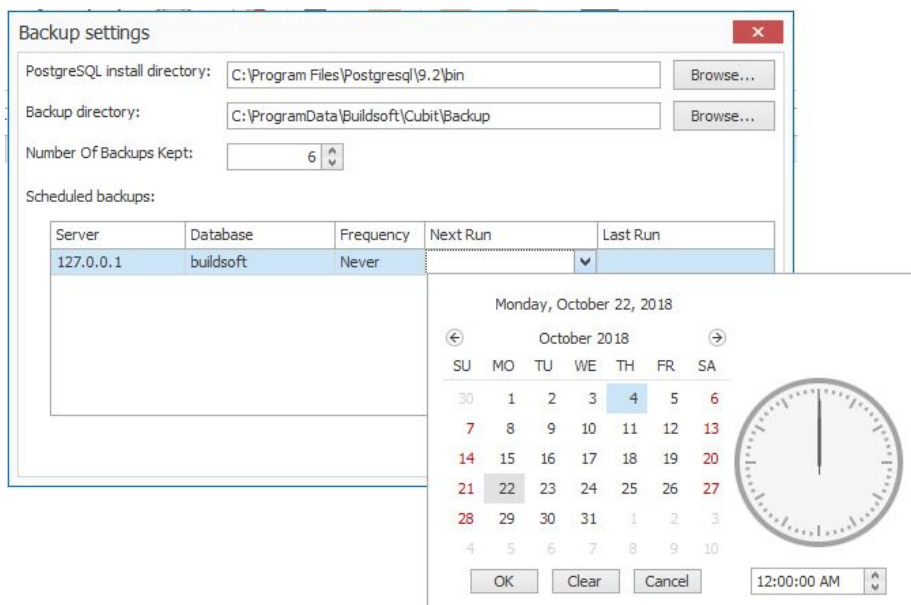 Backup settings
PostgreSQL install directory: C:\Program Files\Postgresql\9.2\bin Browse...
Backup directory: C:\ProgramData\Buildsoft\Cubit\Backup Browse...
Number Of Backups Kept: 6
Scheduled backups:
Server Database Frequency Next Run Last Run
127.0.0.1 buildsoft Never
Monday, October 22, 2018
October 2018
SU MO TU WE TH FR SA
30 1 2 3 4 5 6
7 8 9 10 11 12 13
14 15 16 17 18 19 20
21 22 23 24 25 26 27
28 29 30 31 1 2 3
4 5 6 7 8 9 10
OK Clear Cancel 12:00:00 AM